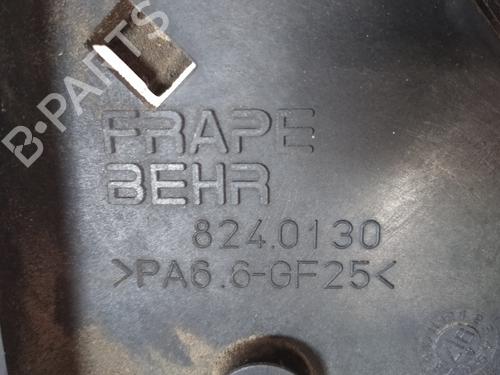 B-PARTS
FRAPE
BEHR
824.0130
>PA6.6-GF25<